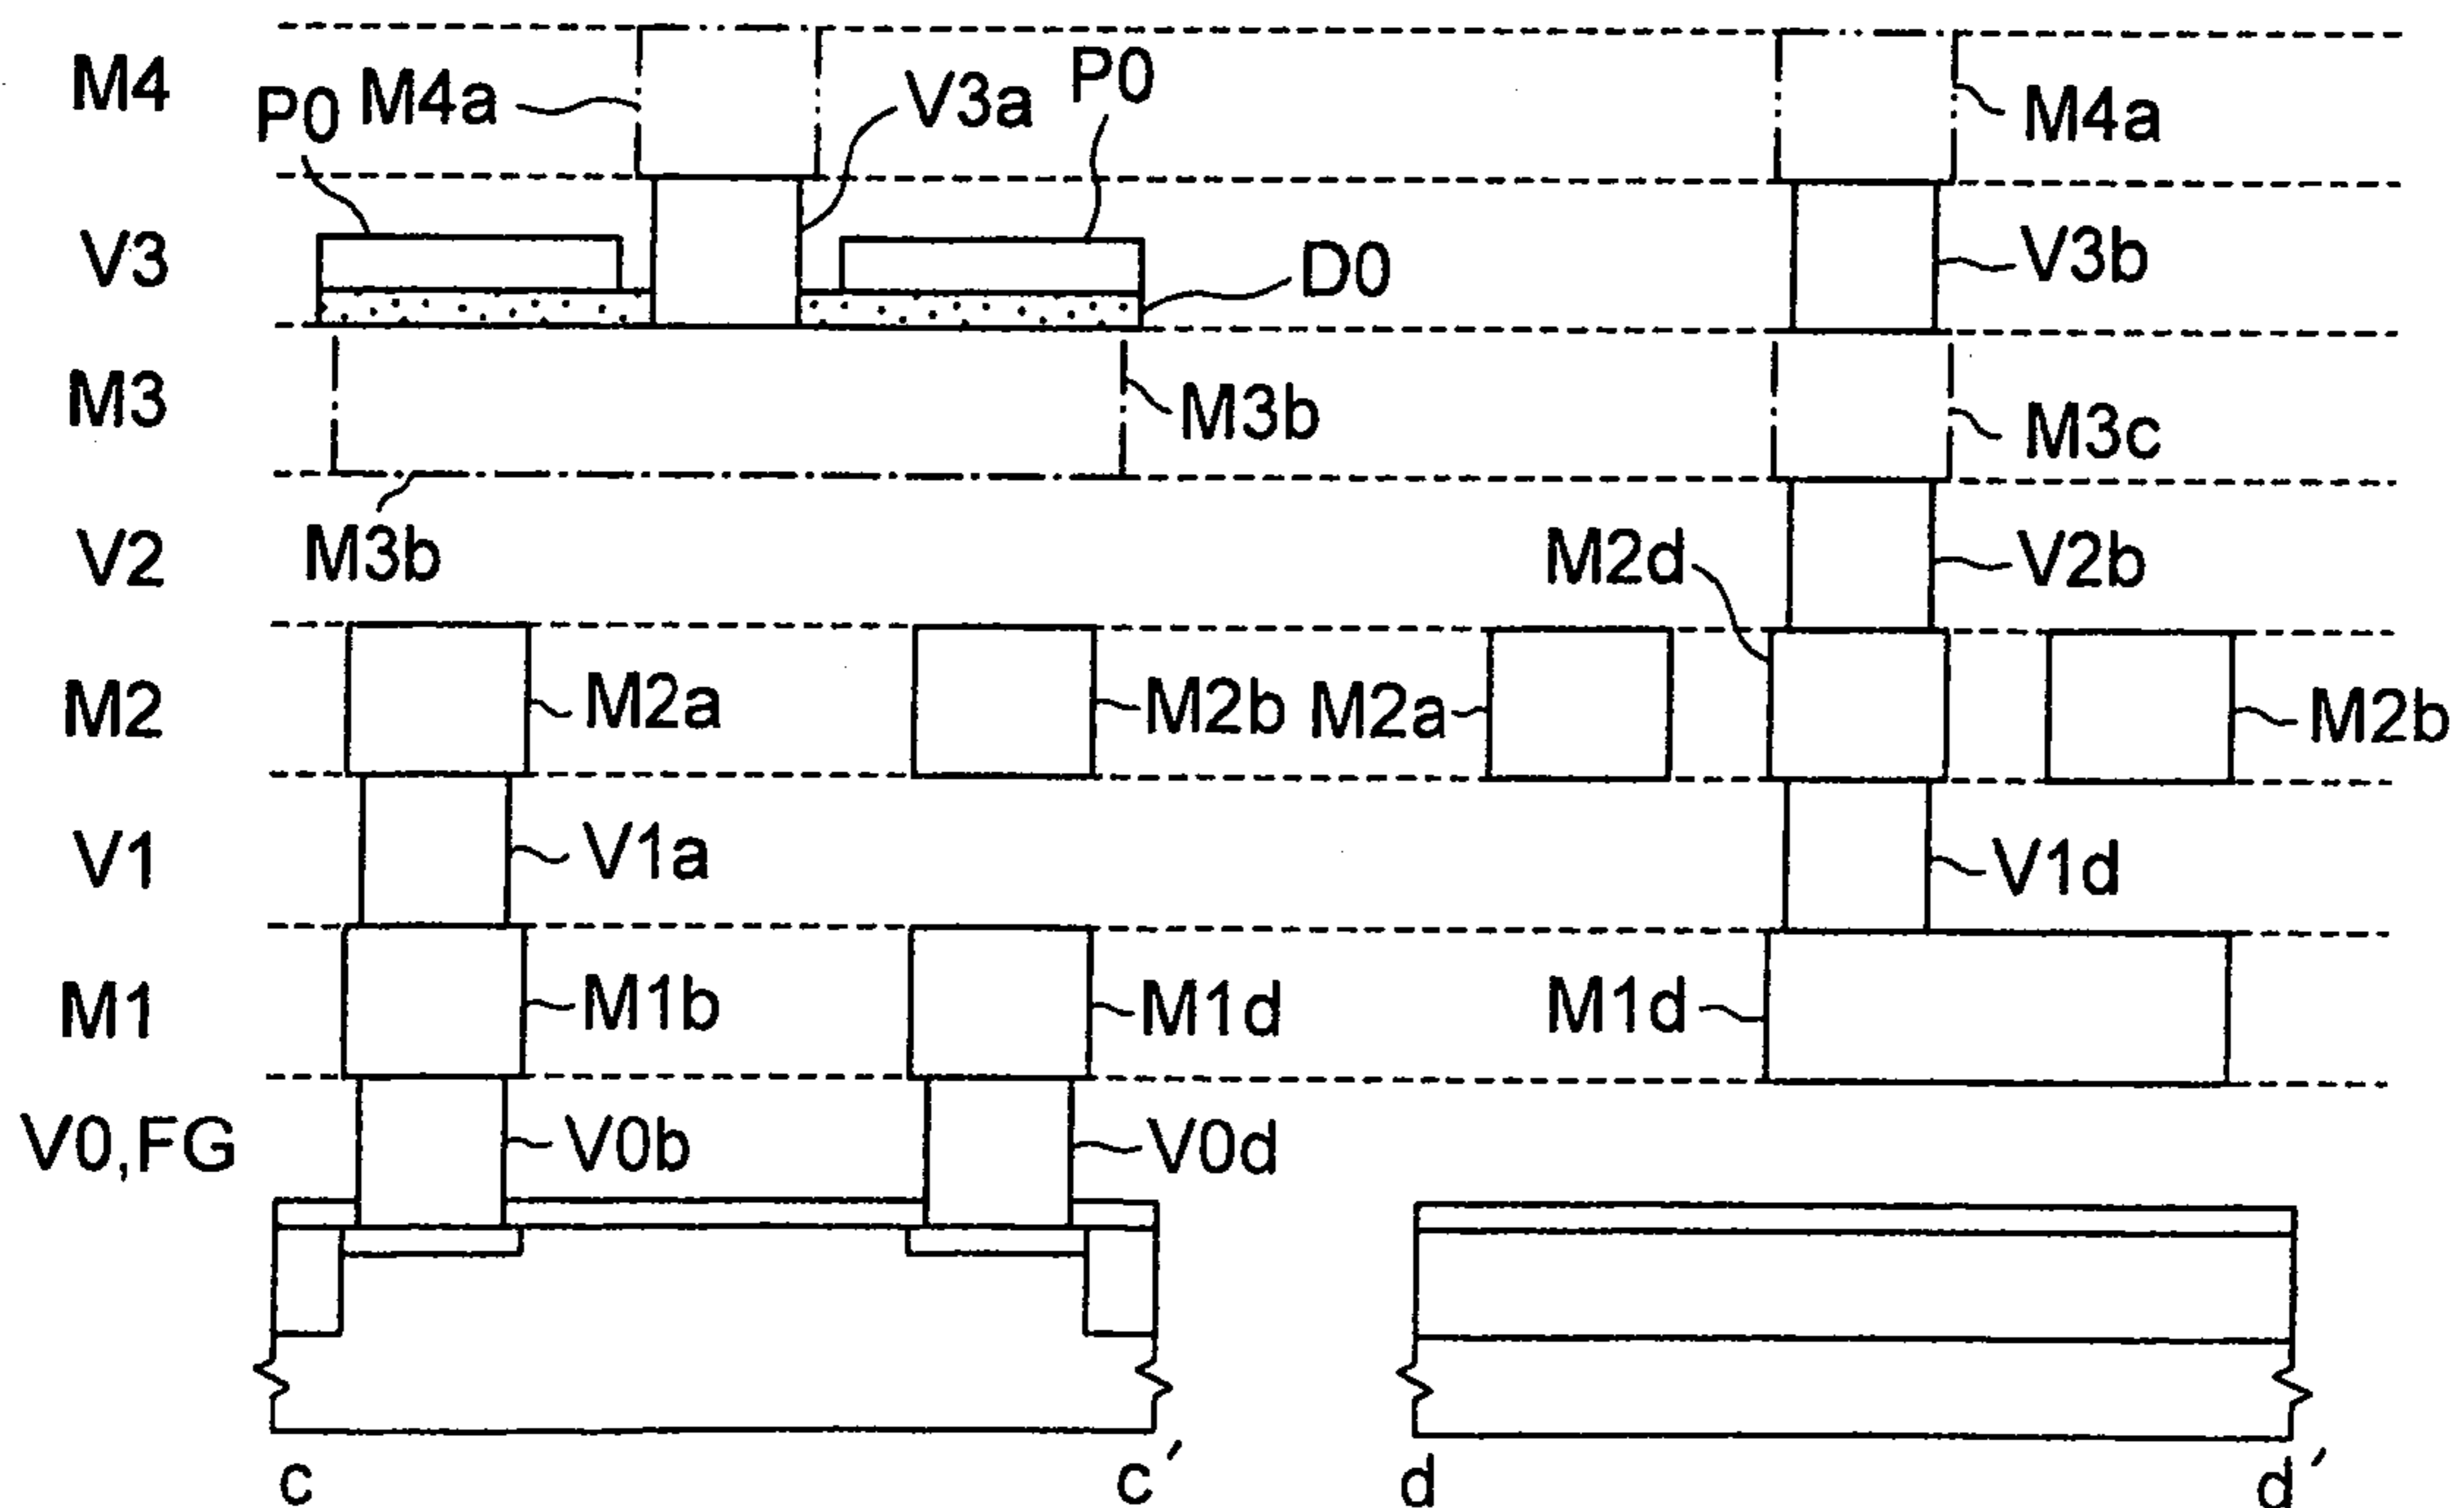 M4 P0 M4a V3a P0 M4a
V3 D0 V3b
M3 M3b M3c
V2 M3b M2d V2b
M2 M2a M2b M2a M2b
V1 V1a V1d
M1 M1b M1d M1d
V0,FG V0b V0d
c c′ d d′